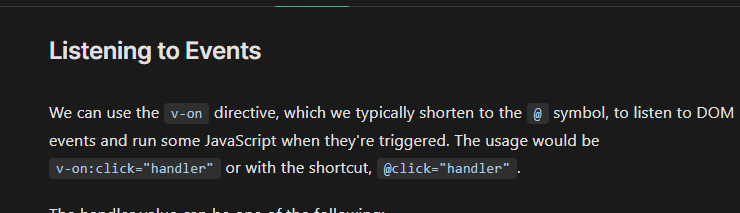 Listening to Events
We can use the v-on directive, which we typically shorten to the @ symbol, to listen to DOM
events and run some JavaScript when they're triggered. The usage would be
v-on:click="handler" or with the shortcut, @click="handler".
The handler value can be one of the following: